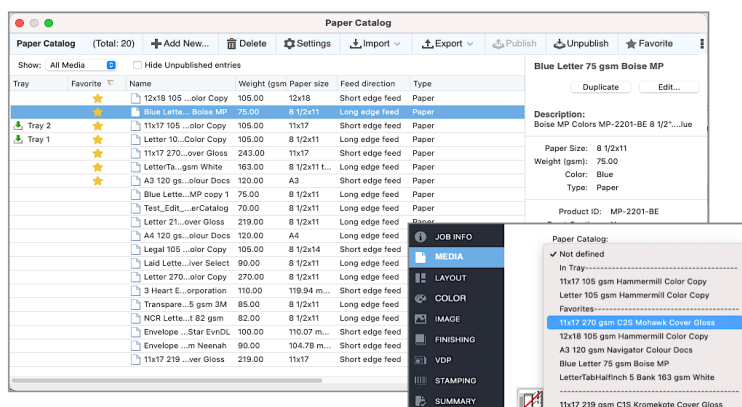 Paper Catalog
Paper Catalog (Total: 20) Add New... Delete Settings Import Export Publish Unpublish Favorite
Show: All Media Hide Unpublished entries
Tray Favorite Name Weight (gsm) Paper size Feed direction Type
12x18 105 ...olor Copy 105.00 12x18 Short edge feed Paper
Blue Lette... Boise MP 75.00 8 1/2x11 Long edge feed Paper
Tray 2 11x17 105 ...olor Copy 105.00 11x17 Short edge feed Paper
Tray 1 Letter 10...Color Copy 105.00 8 1/2x11 Long edge feed Paper
11x17 270...over Gloss 243.00 11x17 Short edge feed Paper
LetterTa...gsm White 163.00 8 1/2x11 t... Long edge feed Paper
A3 120 gs...olour Docs 120.00 A3 Short edge feed Paper
Blue Lette...MP copy 1 75.00 8 1/2x11 Long edge feed Paper
Test_Edit_...erCatalog 70.00 8 1/2x11 Long edge feed Paper
Letter 21...over Gloss 219.00 8 1/2x11 Long edge feed Paper
A4 120 gs...olour Docs 120.00 A4 Long edge feed
Legal 105 ...olor Copy 105.00 8 1/2x14 Short edge feed
Laid Lette...iver Select 90.00 8 1/2x11 Long edge feed
Letter 270...olor Copy 270.00 8 1/2x11 Long edge feed
3 Heart E...orporation 110.00 119.94 m... Short edge feed
Transpare...5 gsm 3M 85.00 8 1/2x11 Long edge feed
NCR Lette...t 82 gsm 82.00 8 1/2x11 Long edge feed
Envelope ...Star EvnDL 100.00 110.07 m... Short edge feed
Envelope ...m Neenah 90.00 104.78 m... Short edge feed
11x17 219 ...ver Gloss 219.00 11x17 Short edge feed
Blue Letter 75 gsm Boise MP
Duplicate Edit...
Description:
Boise MP Colors MP-2201-BE 8 1/2"....lue
Paper Size: 8 1/2x11
Weight (gsm): 75.00
Color: Blue
Type: Paper
Product ID: MP-2201-BE
JOB INFO
MEDIA
LAYOUT
COLOR
IMAGE
FINISHING
VDP
STAMPING
SUMMARY
Paper Catalog:
Not defined
In Tray
11x17 105 gsm Hammermill Color Copy
Letter 105 gsm Hammermill Color Copy
Favorites
11x17 270 gsm C2S Mohawk Cover Gloss
12x18 105 gsm Hammermill Color Copy
A3 120 gsm Navigator Colour Docs
Blue Letter 75 gsm Boise MP
LetterTabHalfInch 5 Bank 163 gsm White
11x17 219 gsm C1S Kromekote Cover Gloss